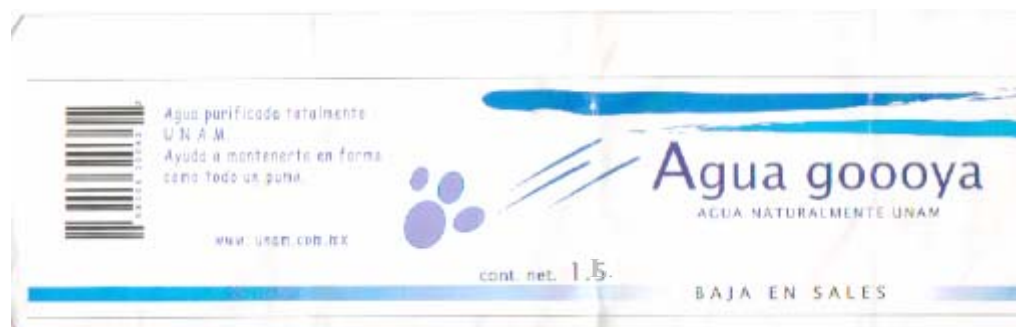 Agua purificada totalmente
U N A M.
Ayuda a mantenerte en forma
como todo un puma.
www. unam.com.mx
Agua goooya
AGUA NATURALMENTE UNAM
cont. net. 1.5
BAJA EN SALES